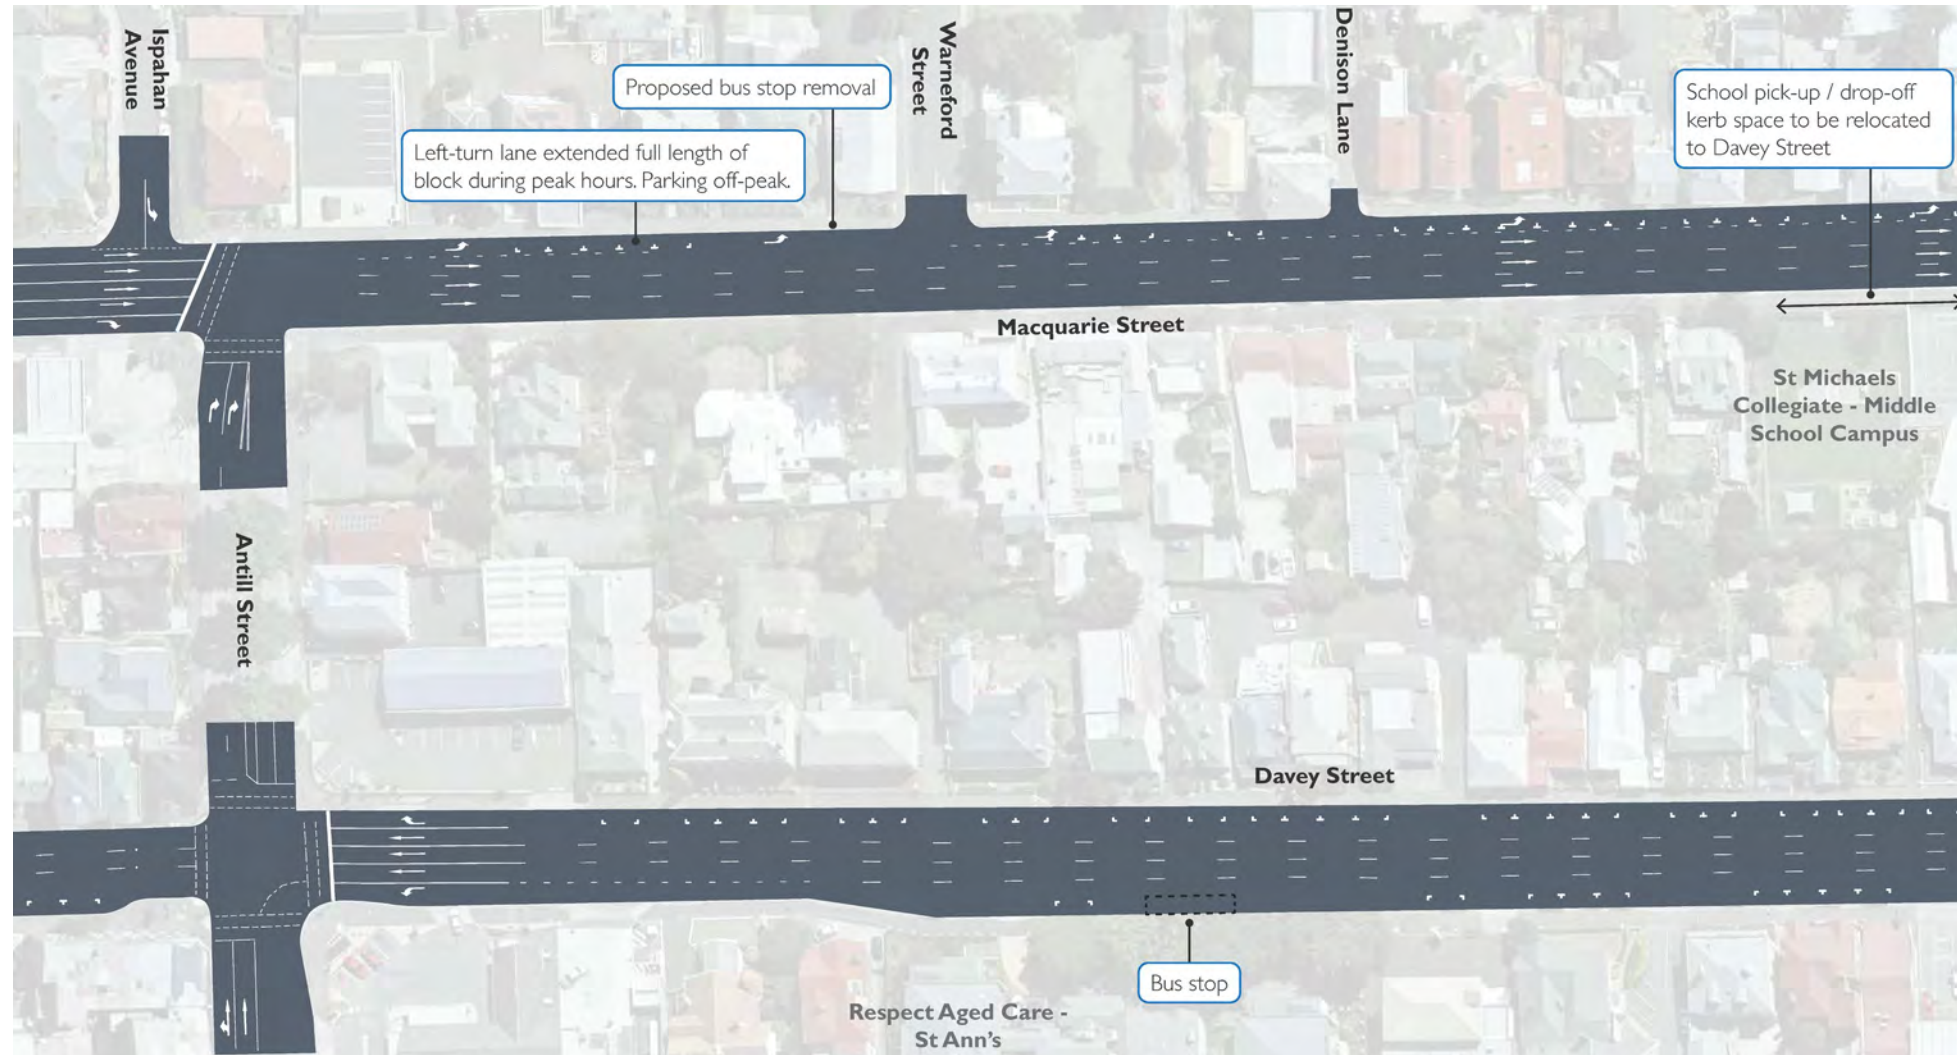 Ispahan
Avenue
Proposed bus stop removal
Warneford
Street
Denison Lane
School pick-up / drop-off
kerb space to be relocated
to Davey Street
Left-turn lane extended full length of
block during peak hours. Parking off-peak.
Macquarie Street
St Michaels
Collegiate - Middle
School Campus
Antill Street
Davey Street
Bus stop
Respect Aged Care -
St Ann's